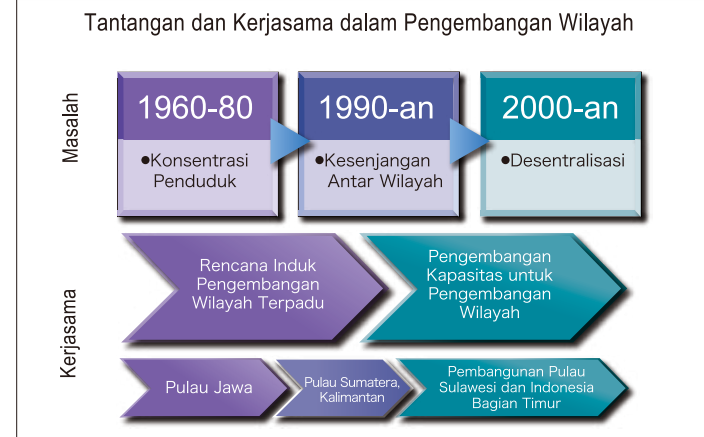 Tantangan dan Kerjasama dalam Pengembangan Wilayah
Masalah
1960-80
●Konsentrasi
Penduduk
1990-an
●Kesenjangan
Antar Wilayah
2000-an
●Desentralisasi
Kerjasama
Rencana Induk
Pengembangan
Wilayah Terpadu
Pengembangan
Kapasitas untuk
Pengembangan
Wilayah
Pulau Jawa
Pulau Sumatera,
Kalimantan
Pembangunan Pulau
Sulawesi dan Indonesia
Bagian Timur